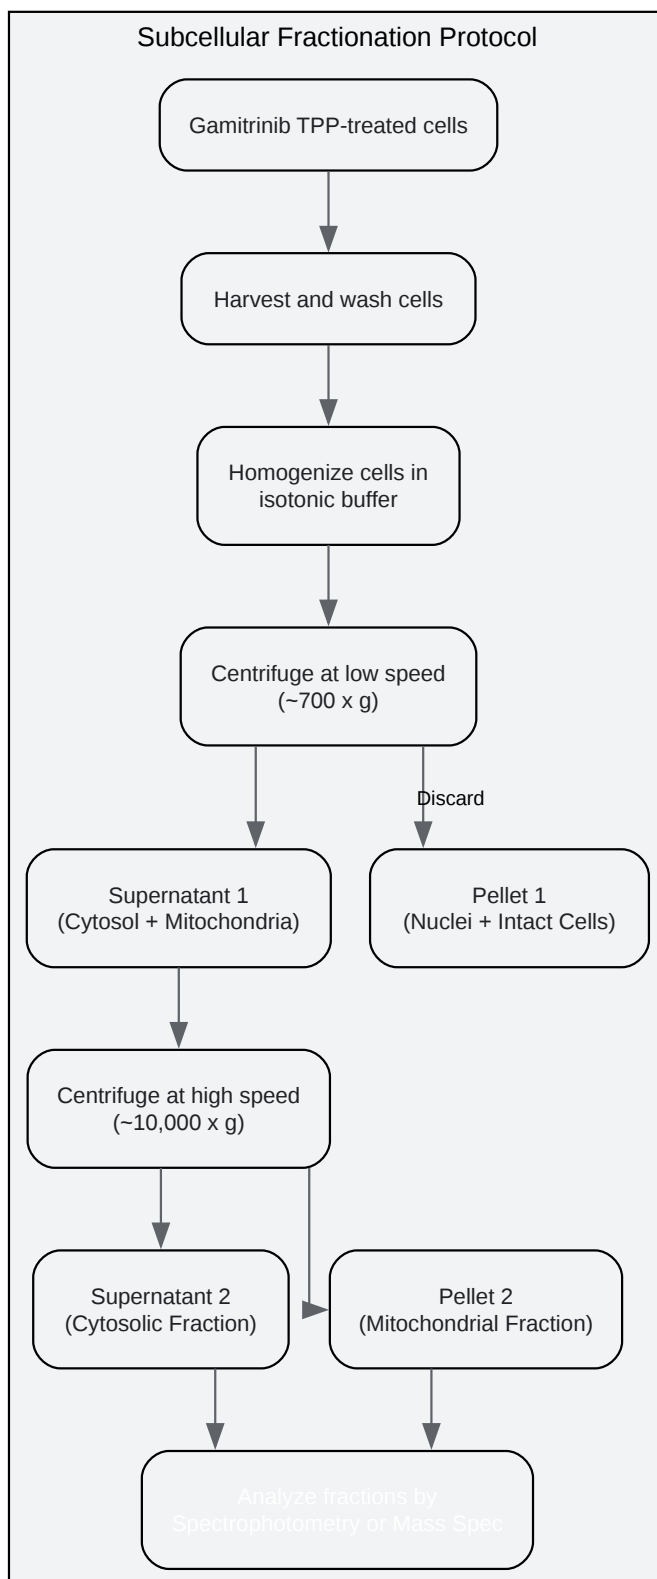 Subcellular Fractionation Protocol
Gamitrinib TPP-treated cells
Harvest and wash cells
Homogenize cells in
isotonic buffer
Centrifuge at low speed
(~700 x g)
Discard
Supernatant 1
(Cytosol + Mitochondria)
Pellet 1
(Nuclei + Intact Cells)
Centrifuge at high speed
(~10,000 x g)
Supernatant 2
(Cytosolic Fraction)
Pellet 2
(Mitochondrial Fraction)
Analyze fractions by
Spectrophotometry or Mass Spec